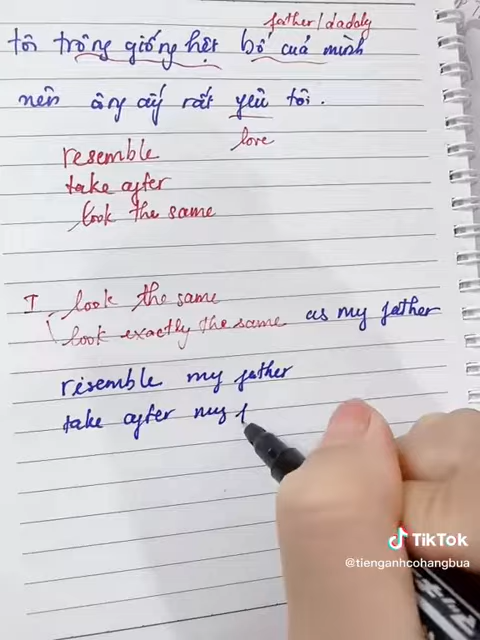 father/dadoly
tôi trông giống hệt bố cuả mình
nên ông ấy rất yêu tôi.
love
resemble
take after
look the same
I look the same
look exactly the same as my father
resemble my father
take after my f
TikTok
@tienganhcohangbua